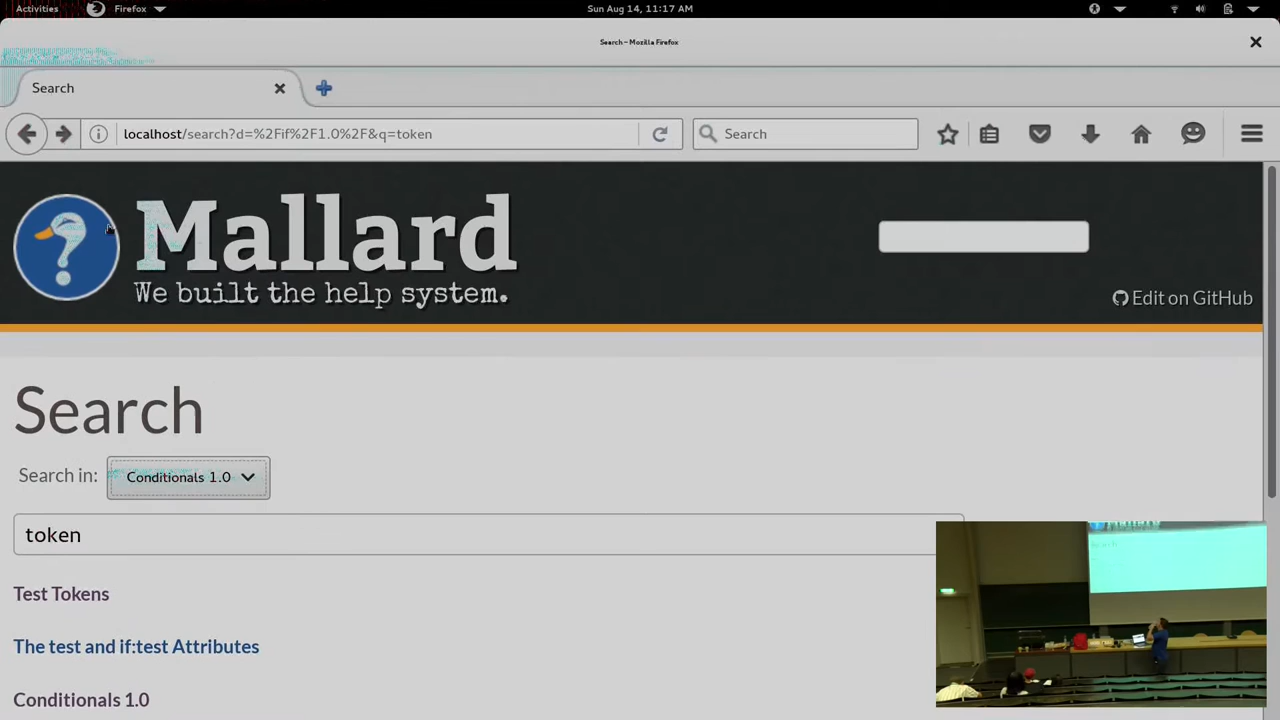 Activities Firefox Sun Aug 14, 11:17 AM
Search – Mozilla Firefox
Search
localhost/search?d=%2Fif%2F1.0%2F&q=token Search
Mallard
We built the help system.
Edit on GitHub
Search
Search in: Conditionals 1.0
token
Test Tokens
The test and if:test Attributes
Conditionals 1.0